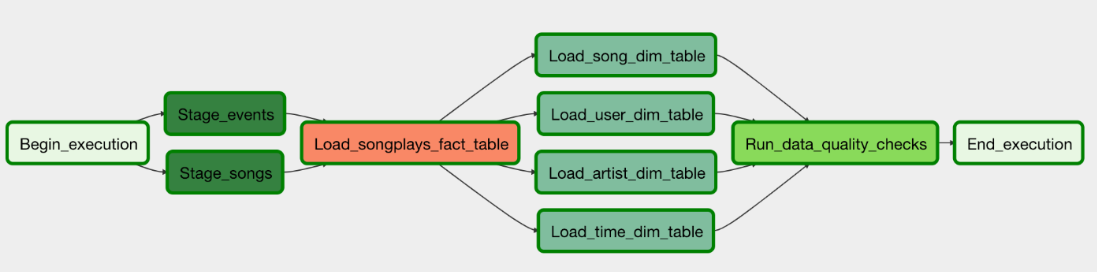 Begin_execution
Stage_events
Stage_songs
Load_songplays_fact_table
Load_song_dim_table
Load_user_dim_table
Load_artist_dim_table
Load_time_dim_table
Run_data_quality_checks
End_execution